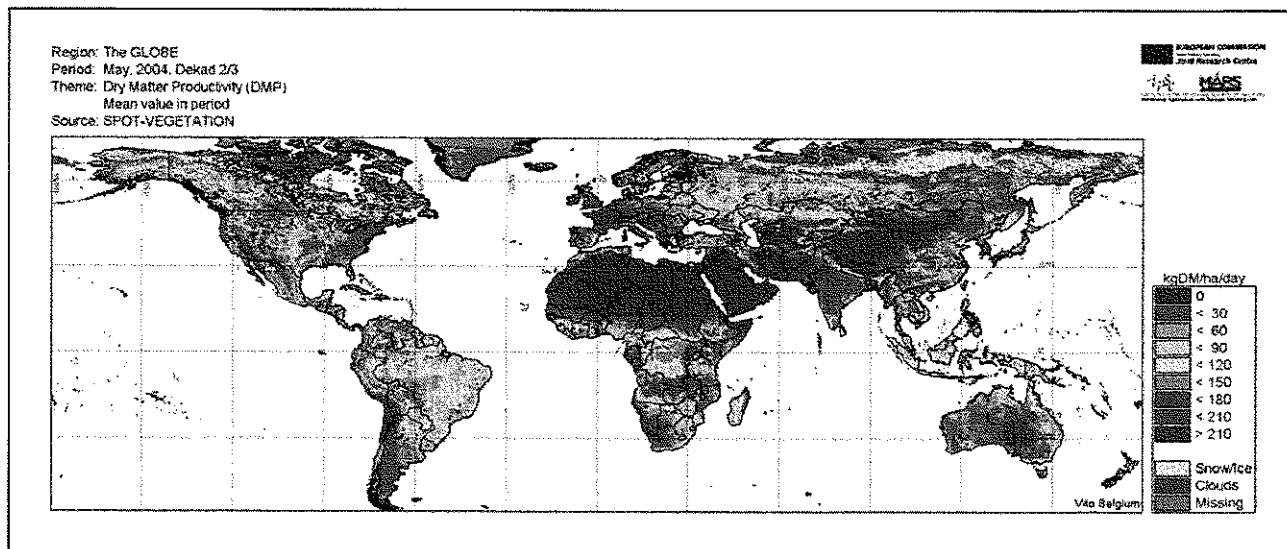 Region: The GLOBE
Period: May, 2004, Dekad 2/3
Theme: Dry Matter Productivity (DMP)
Mean value in period
Source: SPOT-VEGETATION
EUROPEAN COMMISSION
Joint Research Centre
MARS
kgDM/ha/day
0
< 30
< 60
< 90
< 120
< 150
< 180
< 210
> 210
Snow/Ice
Clouds
Missing
Vito Belgium